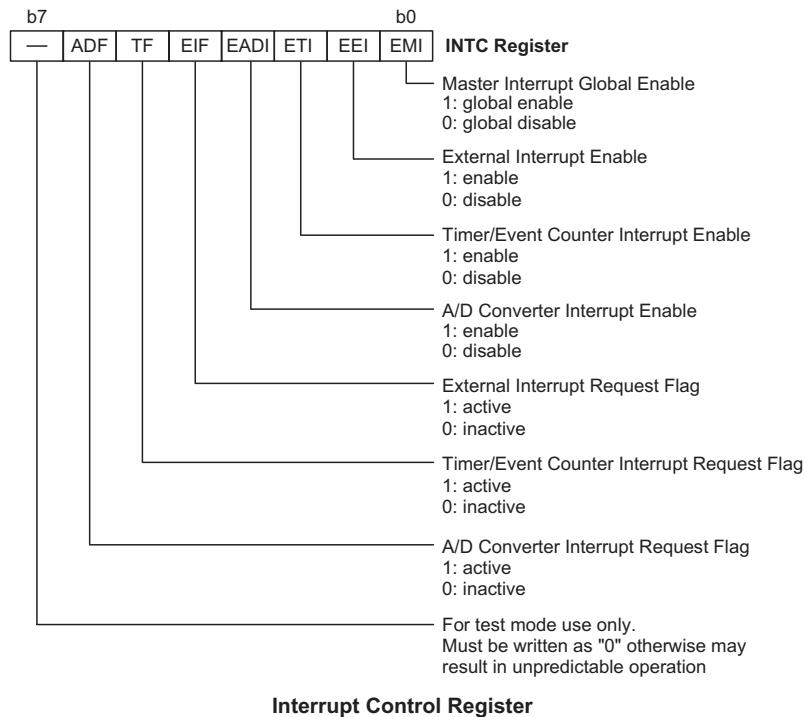 b7 b0
— ADF TF EIF EADI ETI EEI EMI INTC Register
Master Interrupt Global Enable
1: global enable
0: global disable
External Interrupt Enable
1: enable
0: disable
Timer/Event Counter Interrupt Enable
1: enable
0: disable
A/D Converter Interrupt Enable
1: enable
0: disable
External Interrupt Request Flag
1: active
0: inactive
Timer/Event Counter Interrupt Request Flag
1: active
0: inactive
A/D Converter Interrupt Request Flag
1: active
0: inactive
For test mode use only.
Must be written as "0" otherwise may
result in unpredictable operation
Interrupt Control Register